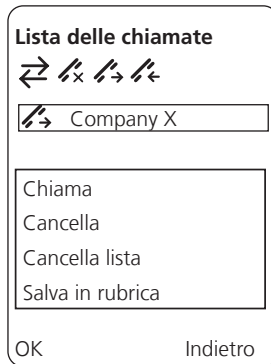 Lista delle chiamate
Company X
Chiama
Cancella
Cancella lista
Salva in rubrica
OK Indietro